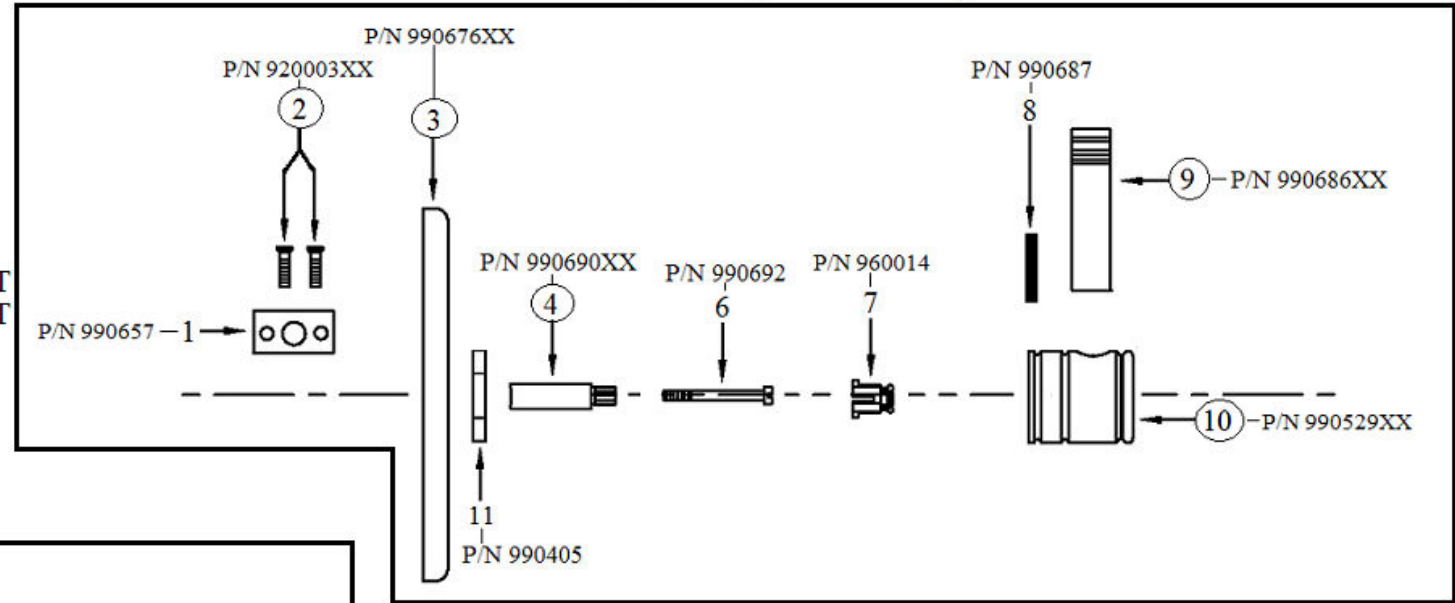 P/N 990676XX
3
P/N 920003XX
2
P/N 990687
8
9 P/N 990686XX
P/N 990690XX
4
P/N 990692
6
P/N 960014
7
T
T
P/N 990657 1
10 P/N 990529XX
11
P/N 990405